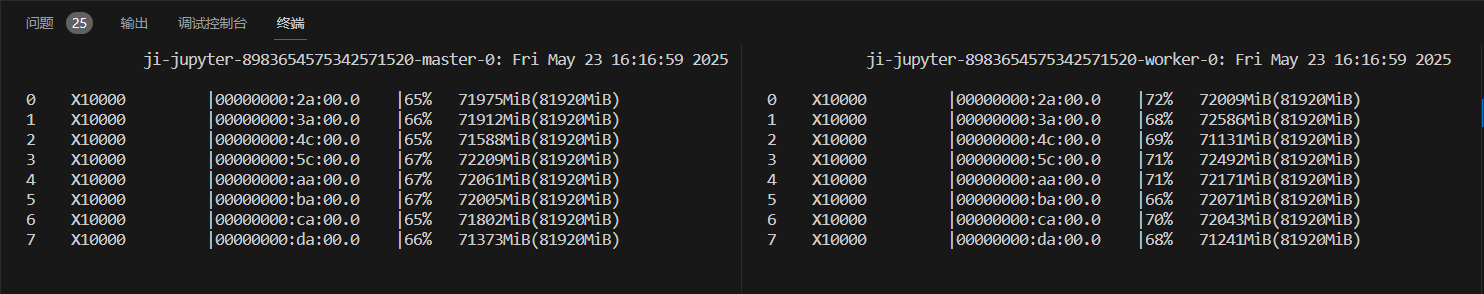 问题 25 输出 调试控制台 终端
ji-jupyter-8983654575342571520-master-0: Fri May 23 16:16:59 2025
0 X10000 |00000000:2a:00.0 |65% 71975MiB(81920MiB)
1 X10000 |00000000:3a:00.0 |66% 71912MiB(81920MiB)
2 X10000 |00000000:4c:00.0 |65% 71588MiB(81920MiB)
3 X10000 |00000000:5c:00.0 |67% 72209MiB(81920MiB)
4 X10000 |00000000:aa:00.0 |67% 72061MiB(81920MiB)
5 X10000 |00000000:ba:00.0 |67% 72005MiB(81920MiB)
6 X10000 |00000000:ca:00.0 |65% 71802MiB(81920MiB)
7 X10000 |00000000:da:00.0 |66% 71373MiB(81920MiB)
ji-jupyter-8983654575342571520-worker-0: Fri May 23 16:16:59 2025
0 X10000 |00000000:2a:00.0 |72% 72009MiB(81920MiB)
1 X10000 |00000000:3a:00.0 |68% 72586MiB(81920MiB)
2 X10000 |00000000:4c:00.0 |69% 71131MiB(81920MiB)
3 X10000 |00000000:5c:00.0 |71% 72492MiB(81920MiB)
4 X10000 |00000000:aa:00.0 |71% 72171MiB(81920MiB)
5 X10000 |00000000:ba:00.0 |66% 72071MiB(81920MiB)
6 X10000 |00000000:ca:00.0 |70% 72043MiB(81920MiB)
7 X10000 |00000000:da:00.0 |68% 71241MiB(81920MiB)